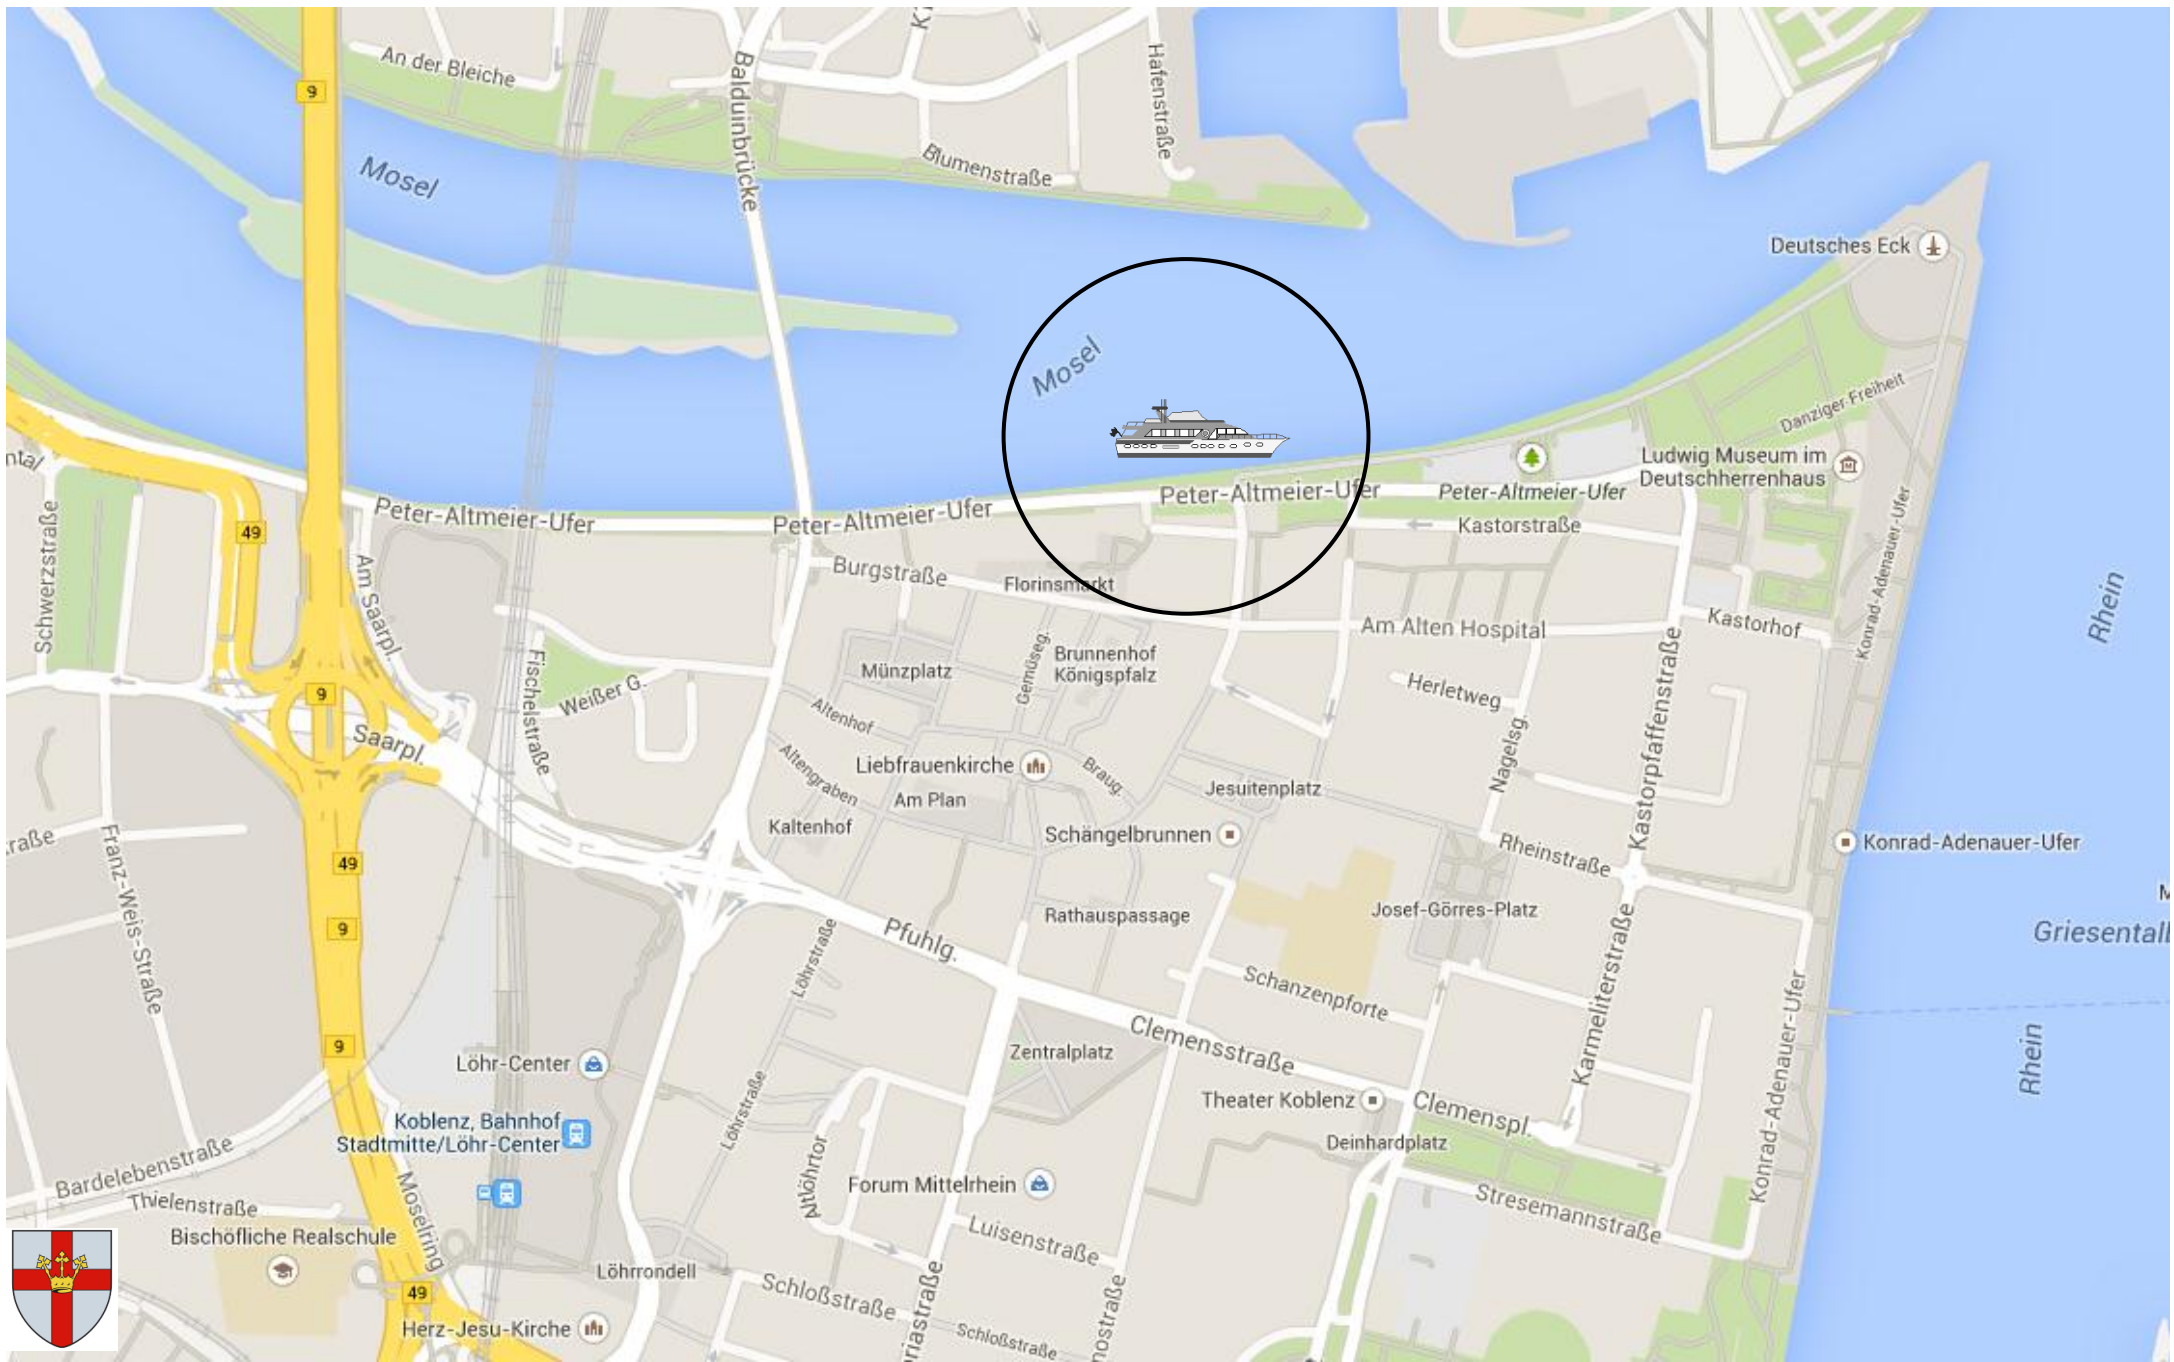 An der Bleiche
9
Balduinbrücke
Hafenstraße
Mosel
Blumenstraße
Deutsches Eck
Mosel
Danziger Freiheit
Ludwig Museum im
Deutschherrenhaus
Peter-Altmeier-Ufer
Peter-Altmeier-Ufer
Peter-Altmeier-Ufer
Peter-Altmeier-Ufer
Kastorstraße
49
Schwerzstraße
Am Saarpl.
Burgstraße
Florinsmarkt
Konrad-Adenauer-Ufer
Rhein
Am Alten Hospital
Kastorhof
Münzplatz
Gemüseg.
Brunnenhof
Königspfalz
Fischelstraße
Weißer G.
Herletweg
9
Saarpl.
Altenhof
Nagelsg.
Kastorpfaffenstraße
Altengraben
Liebfrauenkirche
Braug.
Am Plan
Jesuitenplatz
Kaltenhof
Schängelbrunnen
Rheinstraße
Konrad-Adenauer-Ufer
raße
Franz-Weis-Straße
49
9
Pfuhlg.
Rathauspassage
Josef-Görres-Platz
M
Griesental
Löhrstraße
Schanzenpforte
Karmeliterstraße
Konrad-Adenauer-Ufer
Rhein
9
Clemensstraße
Zentralplatz
Löhr-Center
Löhrstraße
Theater Koblenz
Clemenspl.
Koblenz, Bahnhof
Stadtmitte/Löhr-Center
Deinhardplatz
Bardelebenstraße
Thielenstraße
Moselring
Altlöhrtor
Forum Mittelrhein
Stresemannstraße
Bischöfliche Realschule
Luisenstraße
Löhrrondell
49
Schloßstraße
Herz-Jesu-Kirche
Schloßstraße
riastraße
nostraße
ntal